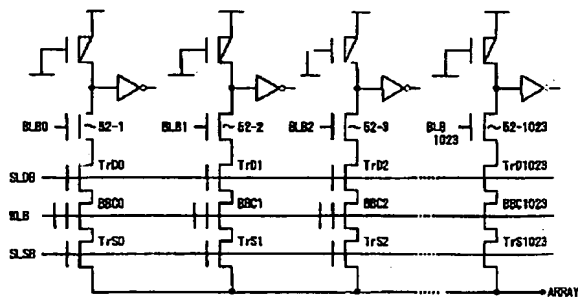 BLB0 52-1 BLB1 52-2 BLB2 52-3 BLB 1023 52-1023
SLDB TrD0 TrD1 TrD2 TrD1023
WLB BBC0 BBC1 BBC2 BBC1023
SLSB TrS0 TrS1 TrS2 TrS1023
ARRAY